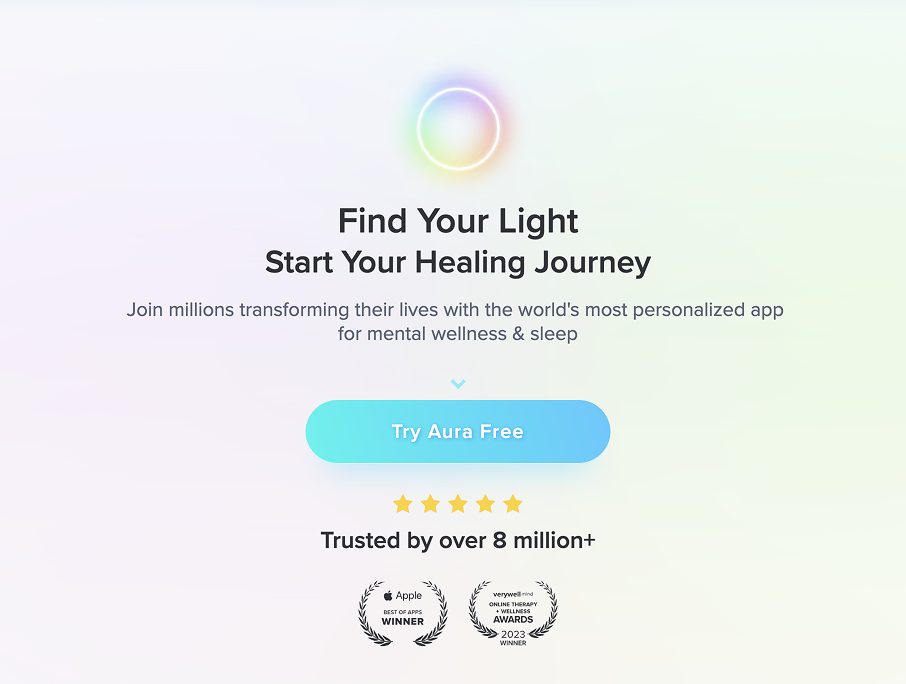 Find Your Light
Start Your Healing Journey
Join millions transforming their lives with the world's most personalized app
for mental wellness & sleep
Try Aura Free
Trusted by over 8 million+
Apple
BEST OF APPS
WINNER
verywell mind
ONLINE THERAPY
+ WELLNESS
AWARDS
2023
WINNER